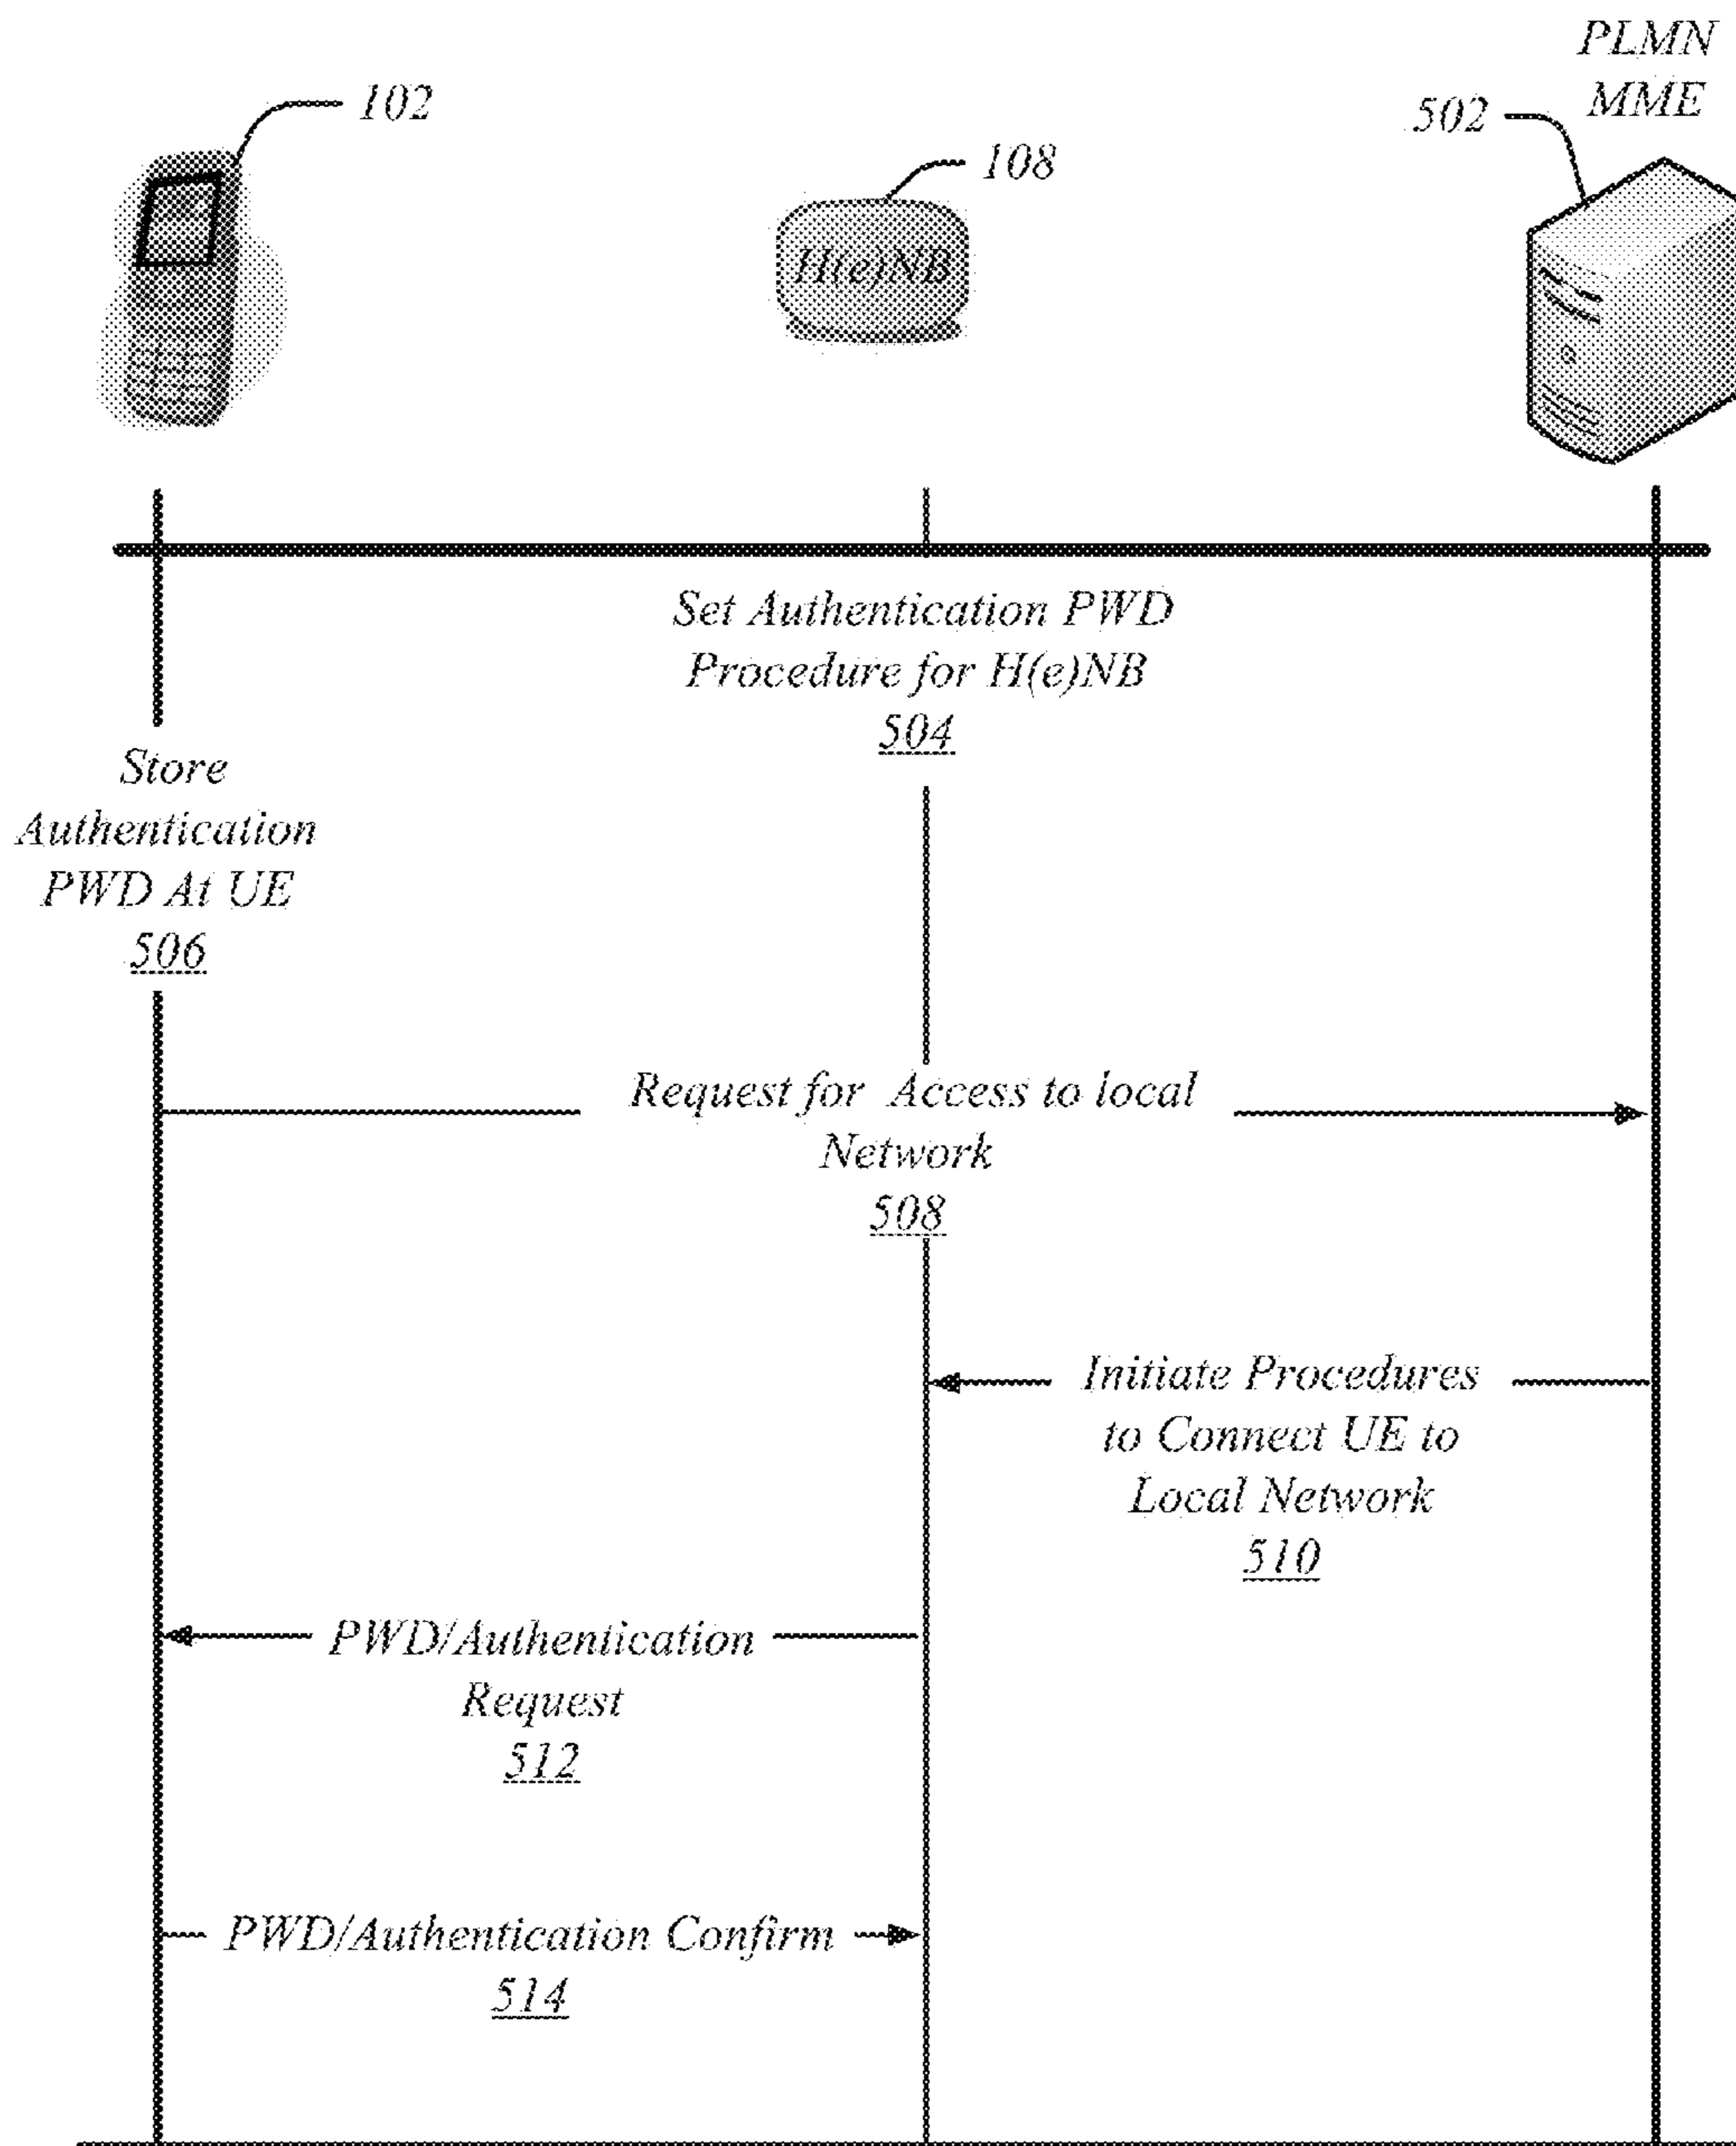 PLMN
MME
102
502
108
H(e)NB
Set Authentication PWD
Procedure for H(e)NB
504
Store
Authentication
PWD At UE
506
Request for Access to local
Network
508
Initiate Procedures
to Connect UE to
Local Network
510
PWD/Authentication
Request
512
PWD/Authentication Confirm
514